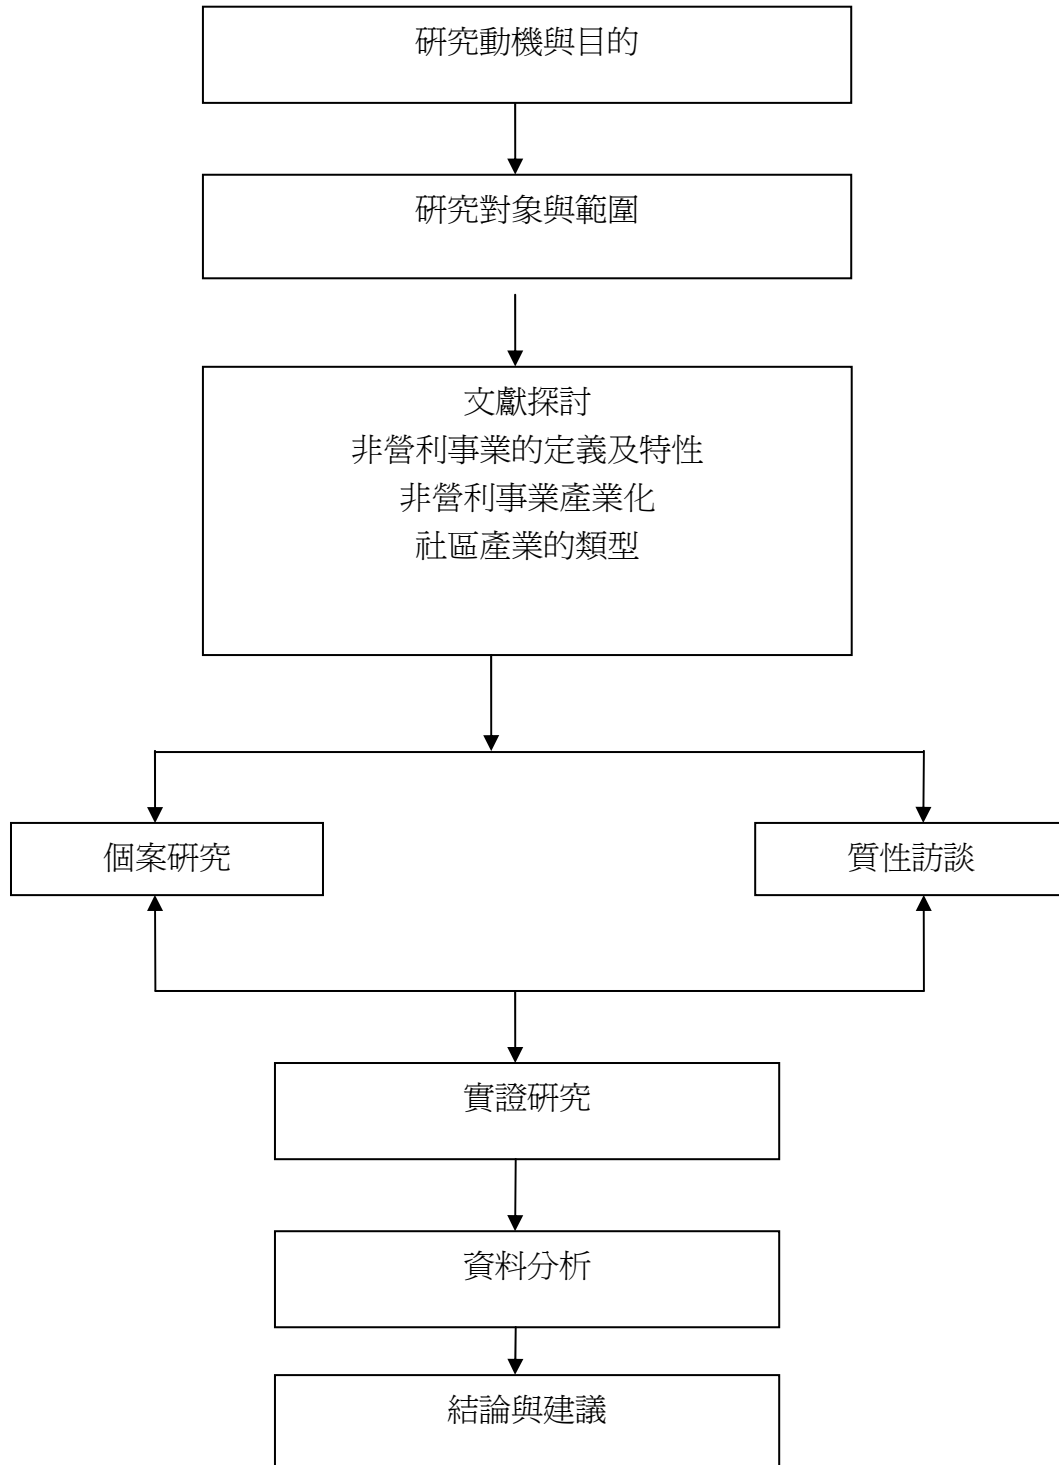 研究動機與目的
研究對象與範圍
文獻探討
非營利事業的定義及特性
非營利事業產業化
社區產業的類型
個案研究
質性訪談
實證研究
資料分析
結論與建議